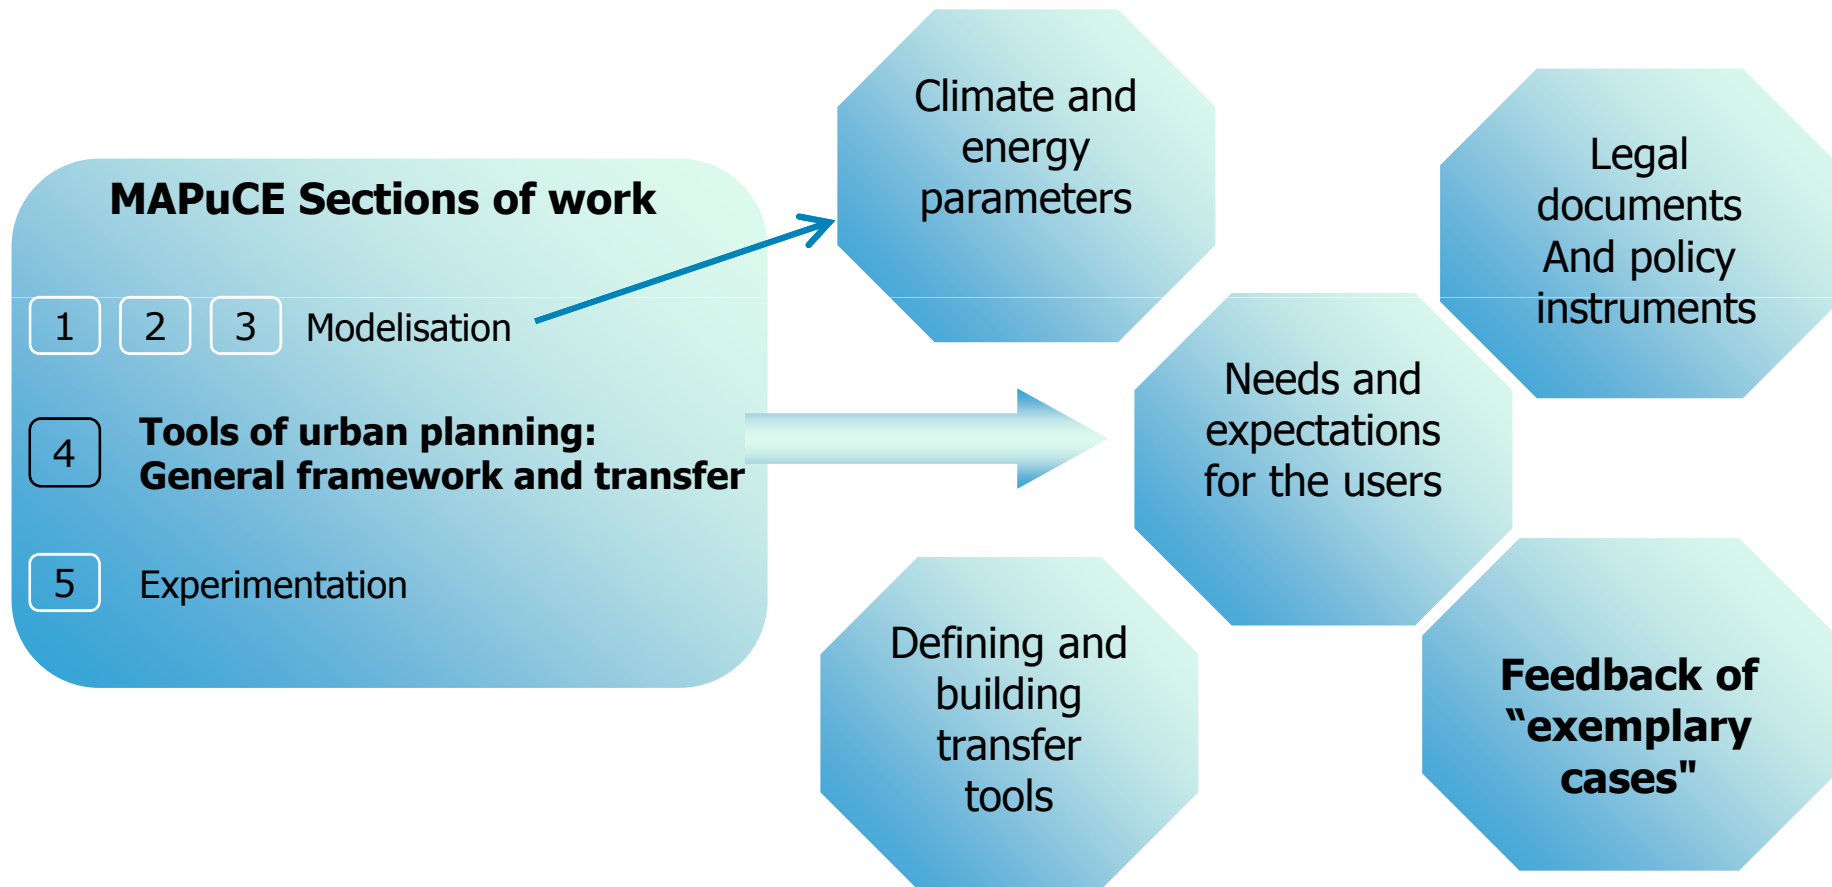 MAPuCE Sections of work
1 2 3 Modelisation
4 Tools of urban planning:
General framework and transfer
5 Experimentation
Climate and
energy
parameters
Legal
documents
And policy
instruments
Needs and
expectations
for the users
Defining and
building
transfer
tools
Feedback of
“exemplary
cases"